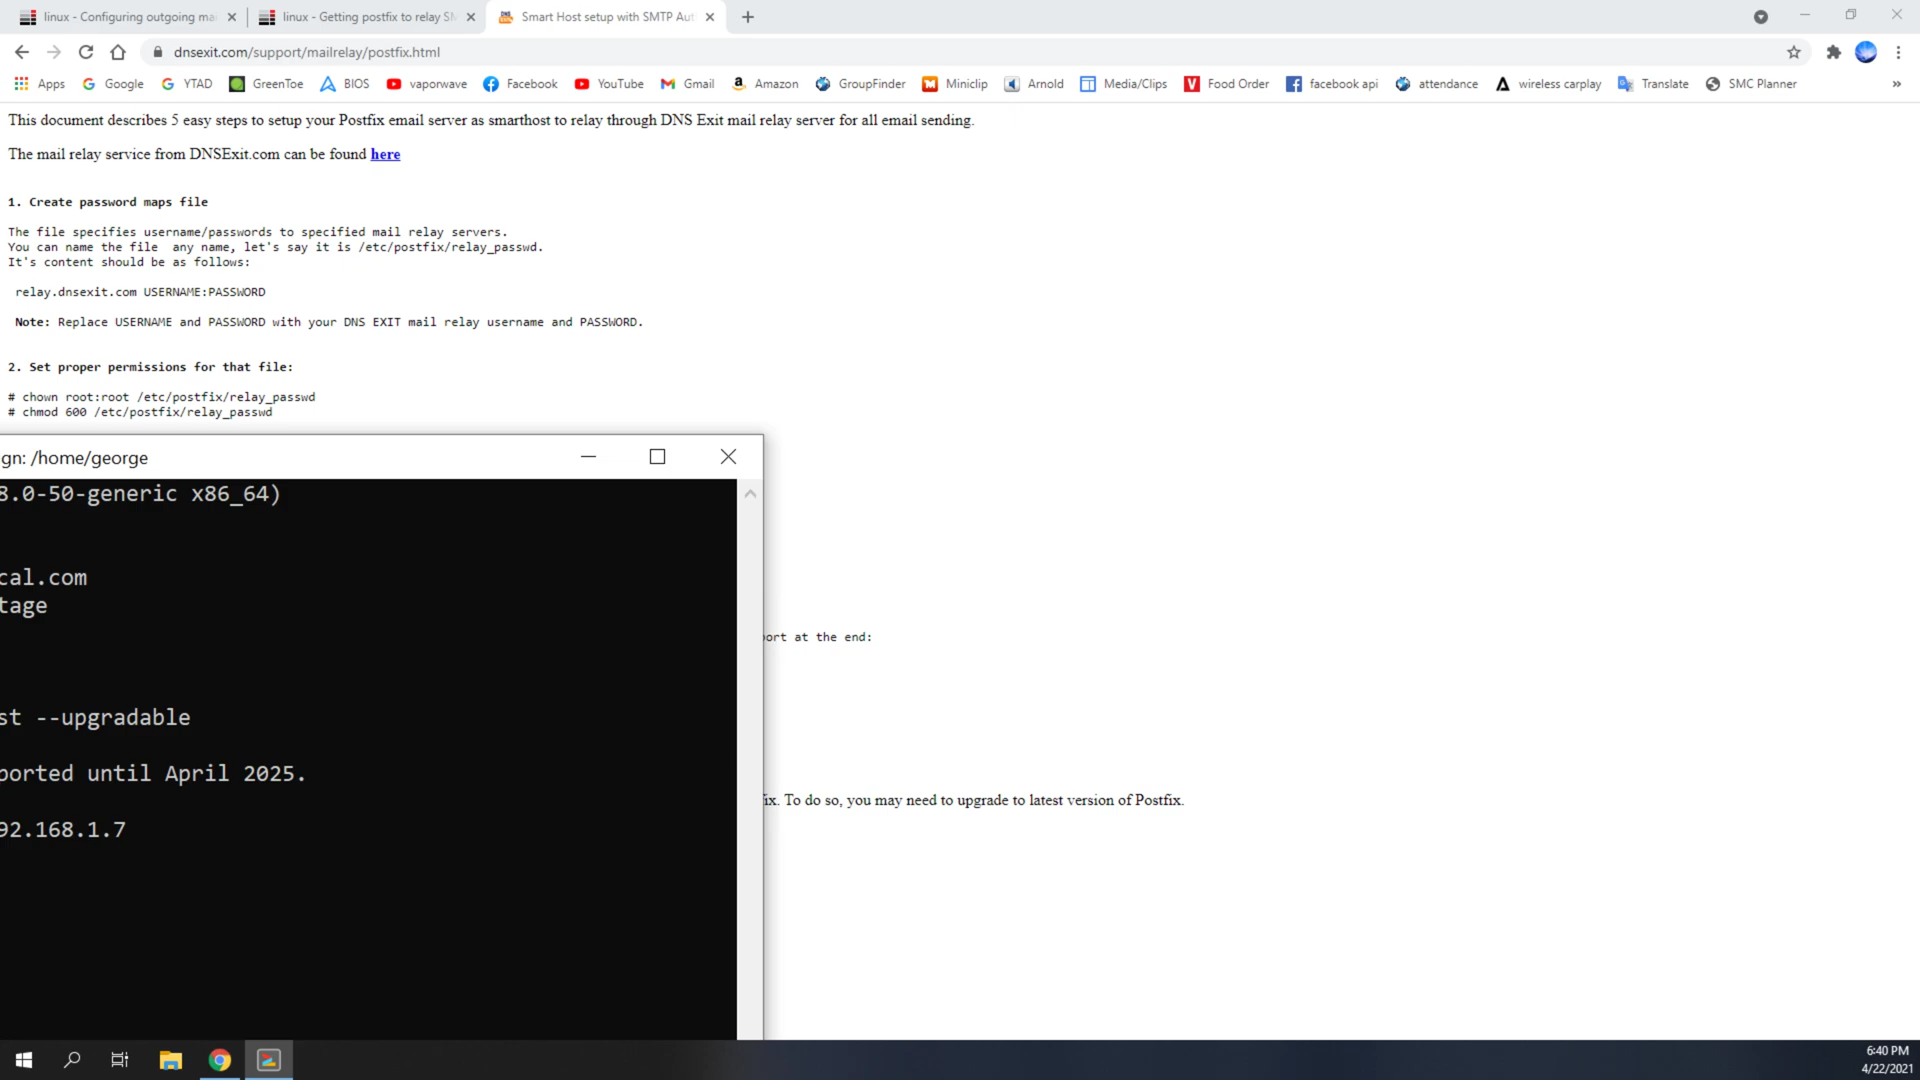 linux - Configuring outgoing ma
linux - Getting postfix to relay SM
Smart Host setup with SMTP Aut
dnsexit.com/support/mailrelay/postfix.html
Apps Google YTAD GreenToe BIOS vaporwave Facebook YouTube Gmail Amazon GroupFinder Miniclip Arnold Media/Clips Food Order facebook api attendance wireless carplay Translate SMC Planner »
This document describes 5 easy steps to setup your Postfix email server as smarthost to relay through DNS Exit mail relay server for all email sending.
The mail relay service from DNSExit.com can be found here
1. Create password maps file
The file specifies username/passwords to specified mail relay servers.
You can name the file  any name, let's say it is /etc/postfix/relay_passwd.
It's content should be as follows:
relay.dnsexit.com USERNAME:PASSWORD
Note: Replace USERNAME and PASSWORD with your DNS EXIT mail relay username and PASSWORD.
2. Set proper permissions for that file:
# chown root:root /etc/postfix/relay_passwd
# chmod 600 /etc/postfix/relay_passwd
gn: /home/george
8.0-50-generic x86_64)
cal.com
tage
ort at the end:
st --upgradable
ported until April 2025.
ix. To do so, you may need to upgrade to latest version of Postfix.
92.168.1.7
6:40 PM
4/22/2021